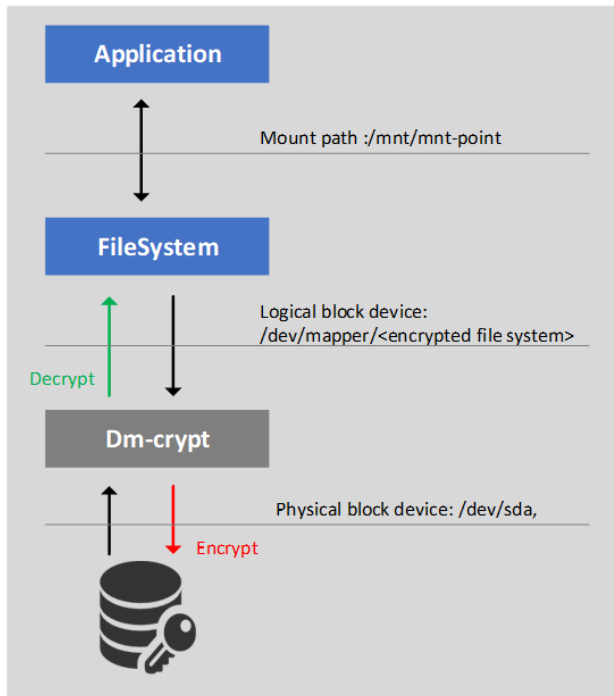 Application
Mount path :/mnt/mnt-point
FileSystem
Logical block device:
/dev/mapper/<encrypted file system>
Decrypt
Dm-crypt
Physical block device: /dev/sda,
Encrypt